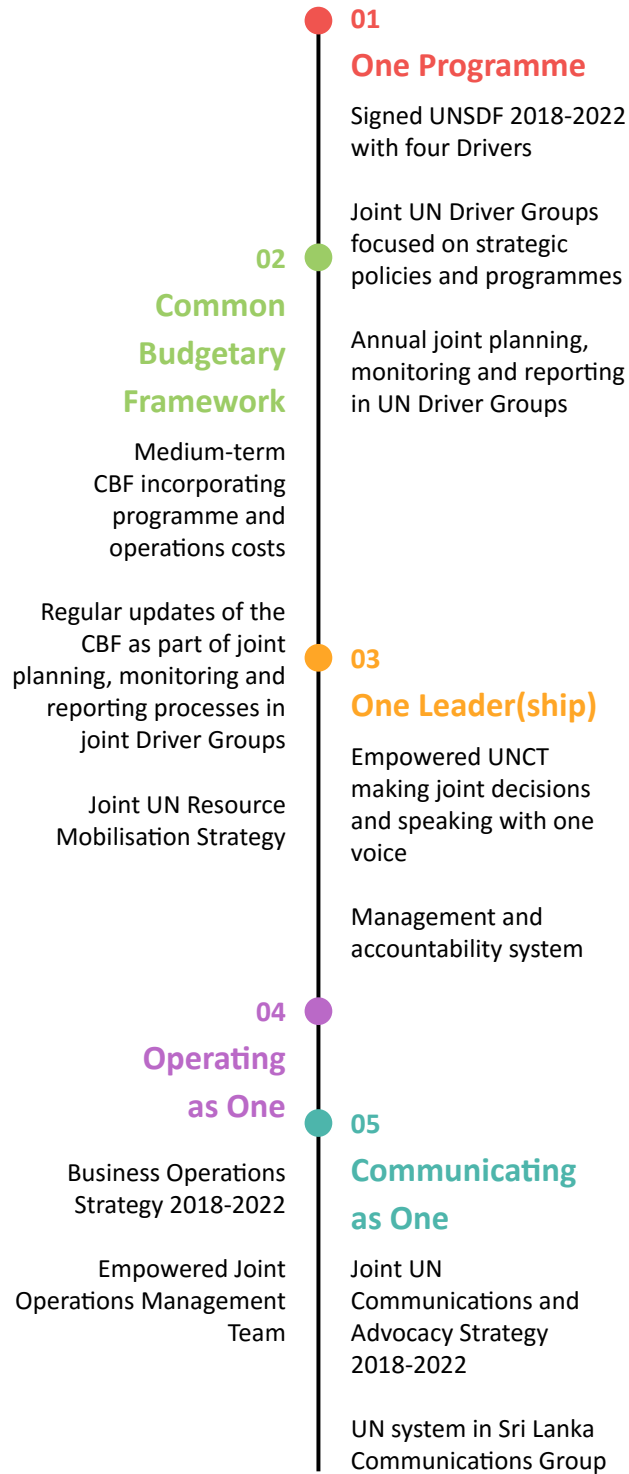 01
One Programme
Signed UNSDF 2018-2022
with four Drivers
Joint UN Driver Groups
focused on strategic
policies and programmes
Annual joint planning,
monitoring and reporting
in UN Driver Groups
02
Common
Budgetary
Framework
Medium-term
CBF incorporating
programme and
operations costs
Regular updates of the
CBF as part of joint
planning, monitoring and
reporting processes in
joint Driver Groups
Joint UN Resource
Mobilisation Strategy
03
One Leader(ship)
Empowered UNCT
making joint decisions
and speaking with one
voice
Management and
accountability system
04
Operating
as One
Business Operations
Strategy 2018-2022
Empowered Joint
Operations Management
Team
05
Communicating
as One
Joint UN
Communications and
Advocacy Strategy
2018-2022
UN system in Sri Lanka
Communications Group